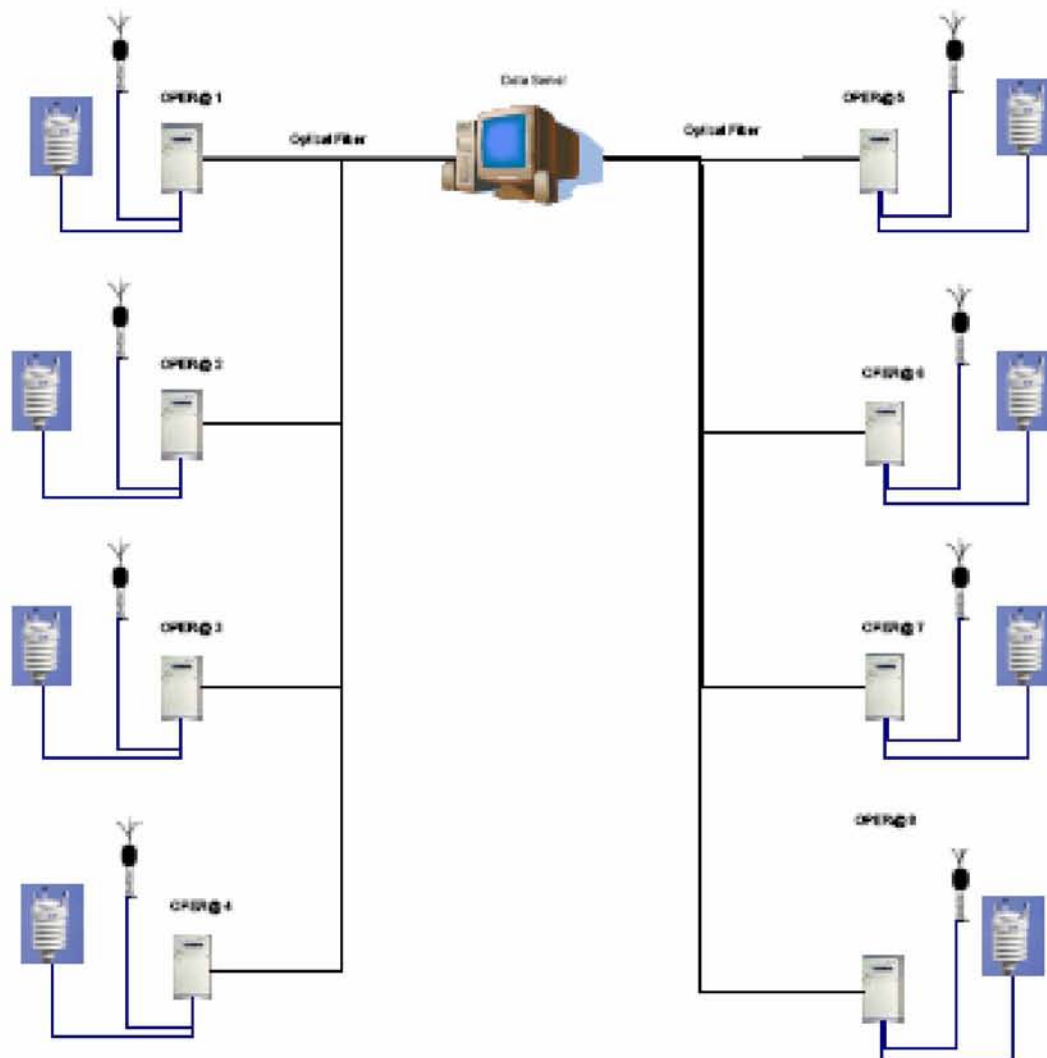 Data Server
OPER@1
OPER@5
Optical Fiber
Optical Fiber
OPER@2
OPER@6
OPER@3
OPER@7
OPER@4
OPER@8